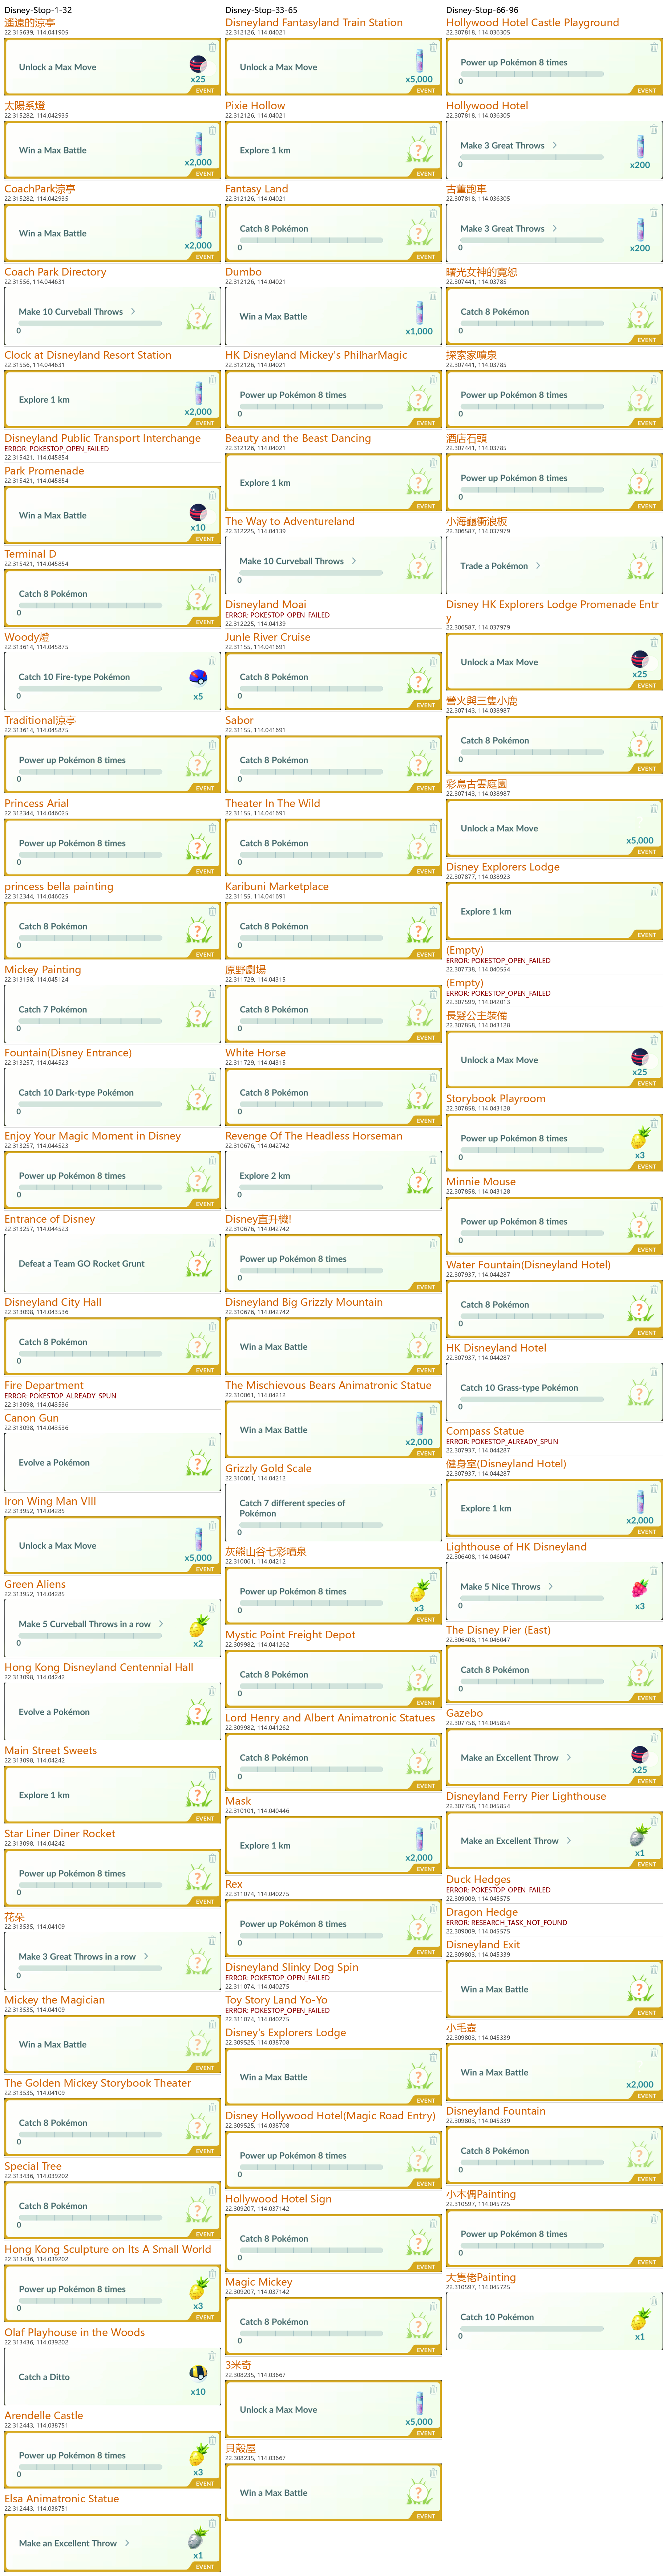 Disney-Stop-1-32
遙遠的涼亭
22.315639, 114.041905
Unlock a Max Move
x25
EVENT
太陽系燈
22.315282, 114.042935
Win a Max Battle
x2,000
EVENT
CoachPark涼亭
22.315282, 114.042935
Win a Max Battle
x2,000
EVENT
Coach Park Directory
22.31556, 114.044631
Make 10 Curveball Throws
0
Clock at Disneyland Resort Station
22.31556, 114.044631
Explore 1 km
x2,000
EVENT
Disneyland Public Transport Interchange
ERROR: POKESTOP_OPEN_FAILED
22.315421, 114.045854
Park Promenade
22.315421, 114.045854
Win a Max Battle
x10
EVENT
Terminal D
22.315421, 114.045854
Catch 8 Pokémon
0
EVENT
Woody燈
22.313614, 114.045875
Catch 10 Fire-type Pokémon
0
x5
Traditional涼亭
22.313614, 114.045875
Power up Pokémon 8 times
0
EVENT
Princess Arial
22.312344, 114.046025
Power up Pokémon 8 times
0
EVENT
princess bella painting
22.312344, 114.046025
Catch 8 Pokémon
0
EVENT
Mickey Painting
22.313158, 114.045124
Catch 7 Pokémon
0
Fountain(Disney Entrance)
22.313257, 114.044523
Catch 10 Dark-type Pokémon
0
Enjoy Your Magic Moment in Disney
22.313257, 114.044523
Power up Pokémon 8 times
0
EVENT
Entrance of Disney
22.313257, 114.044523
Defeat a Team GO Rocket Grunt
Disneyland City Hall
22.313098, 114.043536
Catch 8 Pokémon
0
EVENT
Fire Department
ERROR: POKESTOP_ALREADY_SPUN
22.313098, 114.043536
Canon Gun
22.313098, 114.043536
Evolve a Pokémon
Iron Wing Man VIII
22.313952, 114.04285
Unlock a Max Move
x5,000
EVENT
Green Aliens
22.313952, 114.04285
Make 5 Curveball Throws in a row
0
x2
Hong Kong Disneyland Centennial Hall
22.313098, 114.04242
Evolve a Pokémon
Main Street Sweets
22.313098, 114.04242
Explore 1 km
EVENT
Star Liner Diner Rocket
22.313098, 114.04242
Power up Pokémon 8 times
0
EVENT
花朵
22.313535, 114.04109
Make 3 Great Throws in a row
0
Mickey the Magician
22.313535, 114.04109
Win a Max Battle
EVENT
The Golden Mickey Storybook Theater
22.313535, 114.04109
Catch 8 Pokémon
0
EVENT
Special Tree
22.313436, 114.039202
Catch 8 Pokémon
0
EVENT
Hong Kong Sculpture on Its A Small World
22.313436, 114.039202
Power up Pokémon 8 times
0
x3
EVENT
Olaf Playhouse in the Woods
22.313436, 114.039202
Catch a Ditto
x10
Arendelle Castle
22.312443, 114.038751
Power up Pokémon 8 times
0
x3
EVENT
Elsa Animatronic Statue
22.312443, 114.038751
Make an Excellent Throw
x1
EVENT
Disney-Stop-33-65
Disneyland Fantasyland Train Station
22.312126, 114.04021
Unlock a Max Move
x5,000
EVENT
Pixie Hollow
22.312126, 114.04021
Explore 1 km
EVENT
Fantasy Land
22.312126, 114.04021
Catch 8 Pokémon
0
EVENT
Dumbo
22.312126, 114.04021
Win a Max Battle
x1,000
HK Disneyland Mickey's PhilharMagic
22.312126, 114.04021
Power up Pokémon 8 times
0
EVENT
Beauty and the Beast Dancing
22.312126, 114.04021
Explore 1 km
EVENT
The Way to Adventureland
22.312225, 114.04139
Make 10 Curveball Throws
0
Disneyland Moai
ERROR: POKESTOP_OPEN_FAILED
22.312225, 114.04139
Junle River Cruise
22.31155, 114.041691
Catch 8 Pokémon
0
EVENT
Sabor
22.31155, 114.041691
Catch 8 Pokémon
0
EVENT
Theater In The Wild
22.31155, 114.041691
Catch 8 Pokémon
0
EVENT
Karibuni Marketplace
22.31155, 114.041691
Catch 8 Pokémon
0
EVENT
原野劇場
22.311729, 114.04315
Catch 8 Pokémon
0
EVENT
White Horse
22.311729, 114.04315
Catch 8 Pokémon
0
EVENT
Revenge Of The Headless Horseman
22.310676, 114.042742
Explore 2 km
0
Disney直升機!
22.310676, 114.042742
Power up Pokémon 8 times
0
EVENT
Disneyland Big Grizzly Mountain
22.310676, 114.042742
Win a Max Battle
EVENT
The Mischievous Bears Animatronic Statue
22.310061, 114.04212
Win a Max Battle
x2,000
EVENT
Grizzly Gold Scale
22.310061, 114.04212
Catch 7 different species of
Pokémon
0
灰熊山谷七彩噴泉
22.310061, 114.04212
Power up Pokémon 8 times
0
x3
EVENT
Mystic Point Freight Depot
22.309982, 114.041262
Catch 8 Pokémon
0
EVENT
Lord Henry and Albert Animatronic Statues
22.309982, 114.041262
Catch 8 Pokémon
0
EVENT
Mask
22.310101, 114.040446
Explore 1 km
x2,000
EVENT
Rex
22.311074, 114.040275
Power up Pokémon 8 times
0
EVENT
Disneyland Slinky Dog Spin
ERROR: POKESTOP_OPEN_FAILED
22.311074, 114.040275
Toy Story Land Yo-Yo
ERROR: POKESTOP_OPEN_FAILED
22.311074, 114.040275
Disney's Explorers Lodge
22.309525, 114.038708
Win a Max Battle
EVENT
Disney Hollywood Hotel(Magic Road Entry)
22.309525, 114.038708
Power up Pokémon 8 times
0
EVENT
Hollywood Hotel Sign
22.309207, 114.037142
Catch 8 Pokémon
0
EVENT
Magic Mickey
22.309207, 114.037142
Catch 8 Pokémon
0
EVENT
3米奇
22.308235, 114.03667
Unlock a Max Move
x5,000
EVENT
貝殼屋
22.308235, 114.03667
Win a Max Battle
EVENT
Disney-Stop-66-96
Hollywood Hotel Castle Playground
22.307818, 114.036305
Power up Pokémon 8 times
0
EVENT
Hollywood Hotel
22.307818, 114.036305
Make 3 Great Throws
0
x200
古董跑車
22.307818, 114.036305
Make 3 Great Throws
0
x200
曙光女神的寬恕
22.307441, 114.03785
Catch 8 Pokémon
0
EVENT
探索家噴泉
22.307441, 114.03785
Power up Pokémon 8 times
0
EVENT
酒店石頭
22.307441, 114.03785
Power up Pokémon 8 times
0
EVENT
小海龜衝浪板
22.306587, 114.037979
Trade a Pokémon
Disney HK Explorers Lodge Promenade Entr
y
22.306587, 114.037979
Unlock a Max Move
x25
EVENT
螢火與三隻小鹿
22.307143, 114.038987
Catch 8 Pokémon
0
EVENT
彩鳥古雲庭園
22.307143, 114.038987
Unlock a Max Move
x5,000
EVENT
Disney Explorers Lodge
22.307877, 114.038923
Explore 1 km
EVENT
(Empty)
ERROR: POKESTOP_OPEN_FAILED
22.307738, 114.040554
(Empty)
ERROR: POKESTOP_OPEN_FAILED
22.307599, 114.042013
長髮公主裝備
22.307858, 114.043128
Unlock a Max Move
x25
EVENT
Storybook Playroom
22.307858, 114.043128
Power up Pokémon 8 times
0
x3
EVENT
Minnie Mouse
22.307858, 114.043128
Power up Pokémon 8 times
0
EVENT
Water Fountain(Disneyland Hotel)
22.307937, 114.044287
Catch 8 Pokémon
0
EVENT
HK Disneyland Hotel
22.307937, 114.044287
Catch 10 Grass-type Pokémon
0
Compass Statue
ERROR: POKESTOP_ALREADY_SPUN
22.307937, 114.044287
健身室(Disneyland Hotel)
22.307937, 114.044287
Explore 1 km
x2,000
EVENT
Lighthouse of HK Disneyland
22.306408, 114.046047
Make 5 Nice Throws
0
x3
The Disney Pier (East)
22.306408, 114.046047
Catch 8 Pokémon
0
EVENT
Gazebo
22.307758, 114.045854
Make an Excellent Throw
x25
EVENT
Disneyland Ferry Pier Lighthouse
22.307758, 114.045854
Make an Excellent Throw
x1
EVENT
Duck Hedges
ERROR: POKESTOP_OPEN_FAILED
22.309009, 114.045575
Dragon Hedge
ERROR: RESEARCH_TASK_NOT_FOUND
22.309009, 114.045575
Disneyland Exit
22.309803, 114.045339
Win a Max Battle
EVENT
小毛壺
22.309803, 114.045339
Win a Max Battle
x2,000
EVENT
Disneyland Fountain
22.309803, 114.045339
Catch 8 Pokémon
0
EVENT
小木偶Painting
22.310597, 114.045725
Power up Pokémon 8 times
0
EVENT
大隻佬Painting
22.310597, 114.045725
Catch 10 Pokémon
0
x1